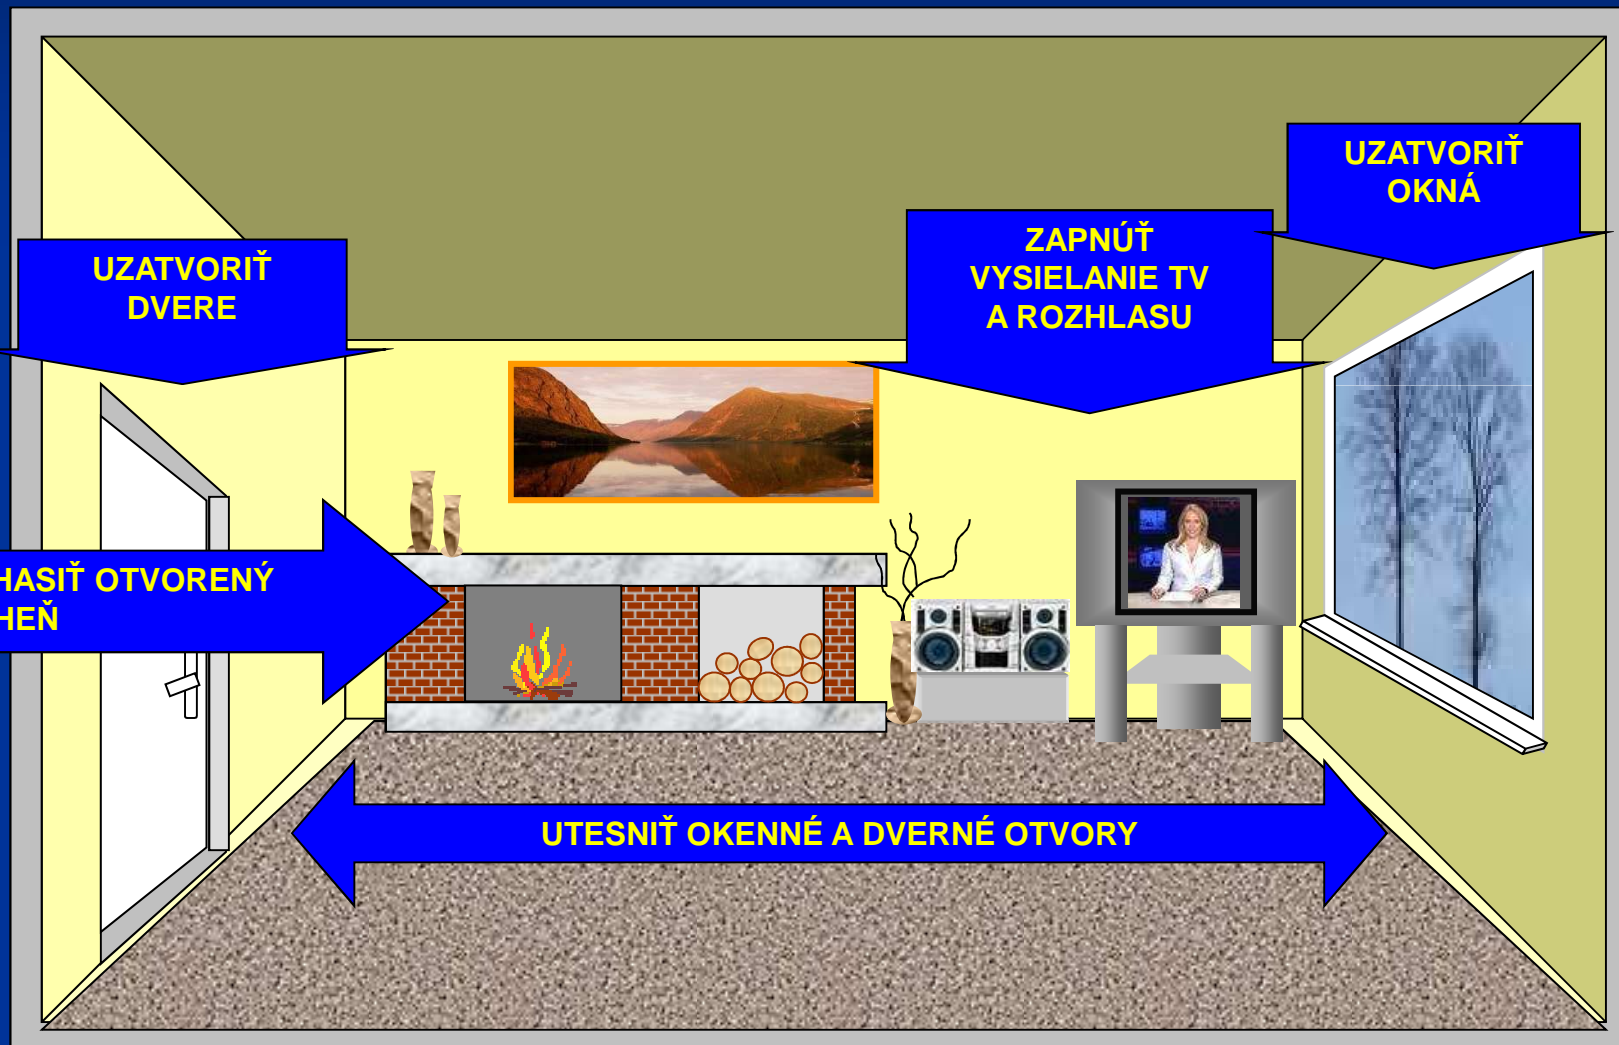 UZATVORIŤ
OKNÁ
ZAPNÚŤ
VYSIELANIE TV
A ROZHLASU
UZATVORIŤ
DVERE
HASIŤ OTVORENÝ
HEŇ
UTESNIŤ OKENNÉ A DVERNÉ OTVORY